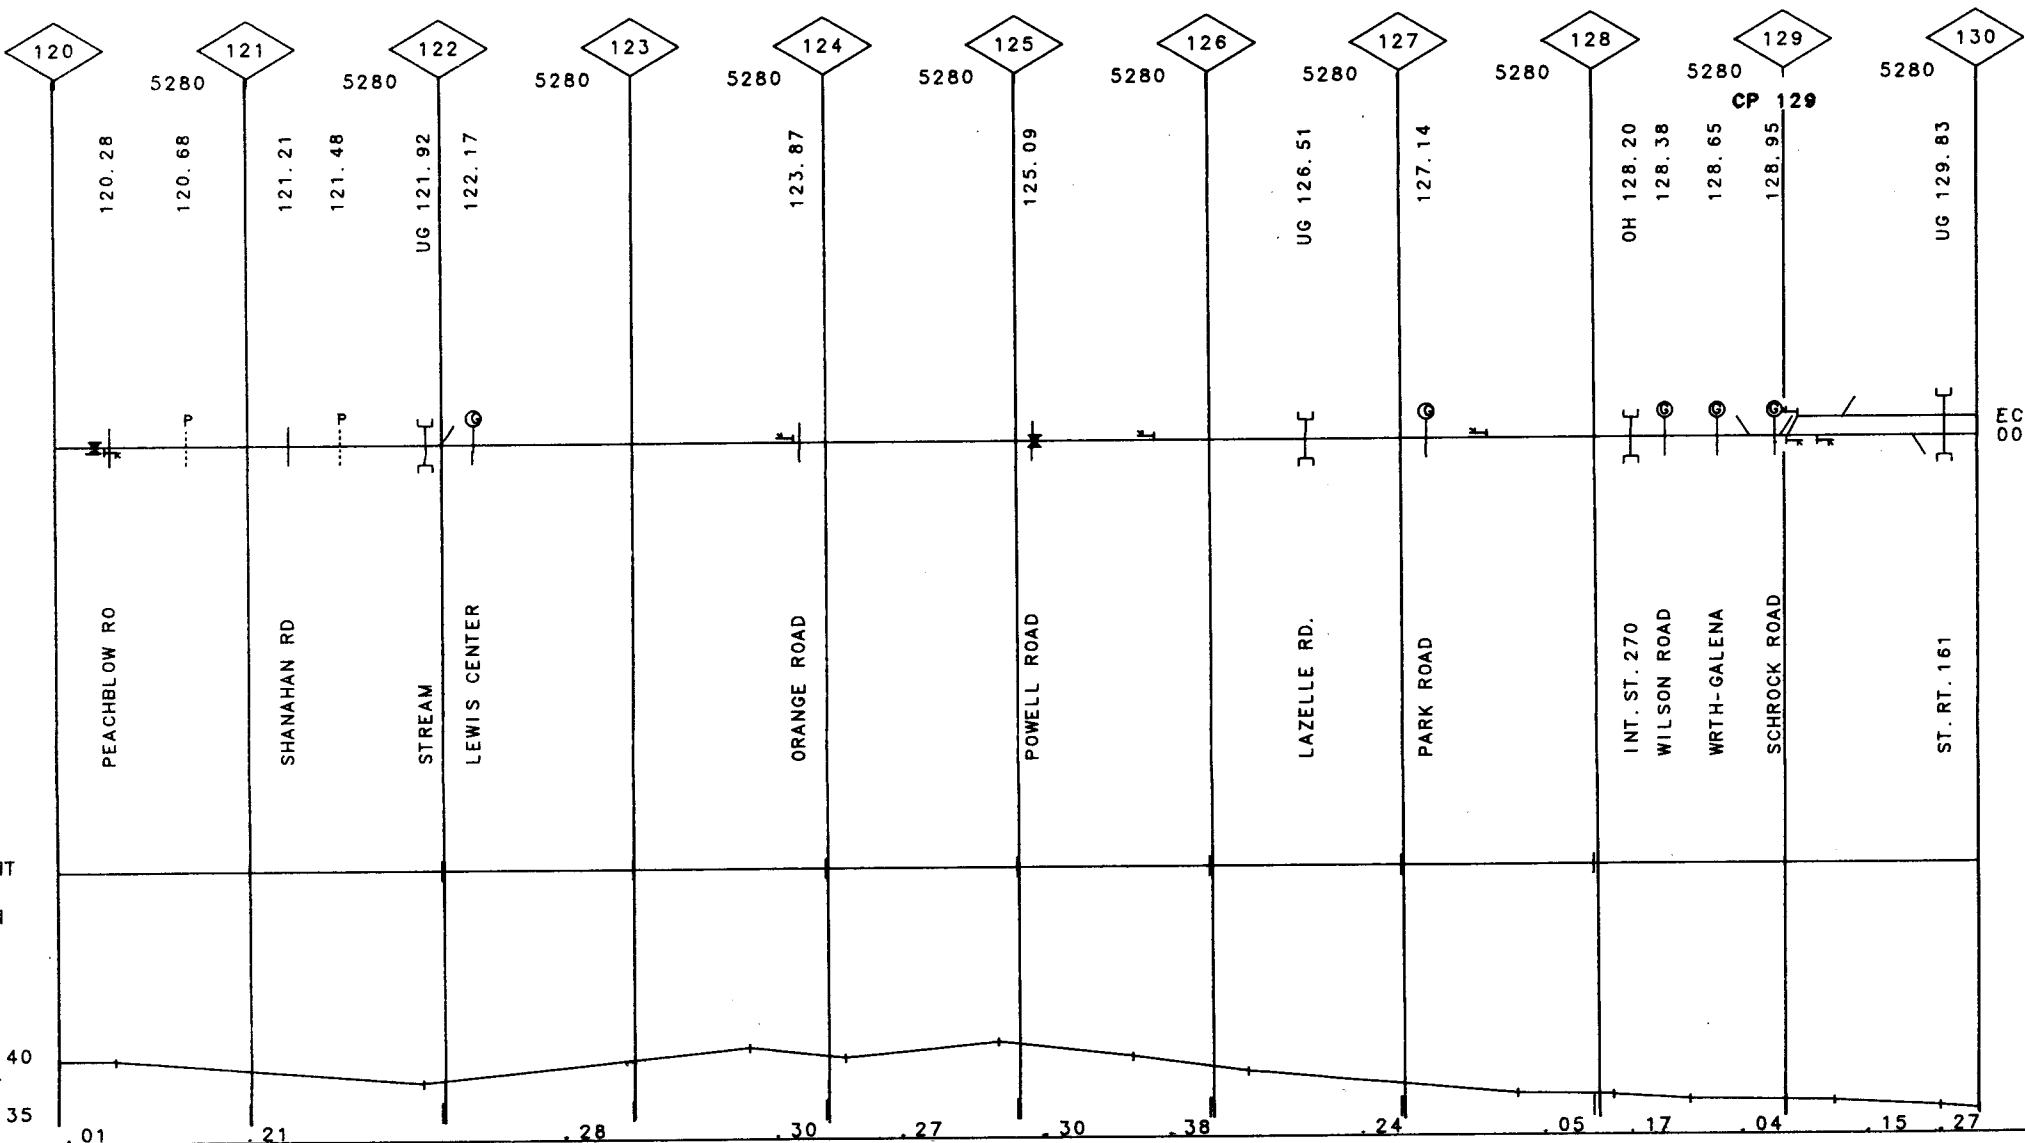 120 121 122 123 124 125 126 127 128 129 130
5280 5280 5280 5280 5280 5280 5280 5280 5280 5280
CP 129
120.28
120.68
121.21
121.48
UG 121.92
122.17
123.87
125.09
UG 126.51
127.14
OH 128.20
128.38
128.65
128.95
UG 129.83
P P G G G G G
EC
00
PEACHBLOW RO
SHANAHAN RD
STREAM
LEWIS CENTER
ORANGE ROAD
POWELL ROAD
LAZELLE RD.
PARK ROAD
INT. ST. 270
WILSON ROAD
WRTH-GALENA
SCHROCK ROAD
ST. RT. 161
40
35
.01 .21 .28 .30 .27 .30 .38 .24 .05 .17 .04 .15 .27